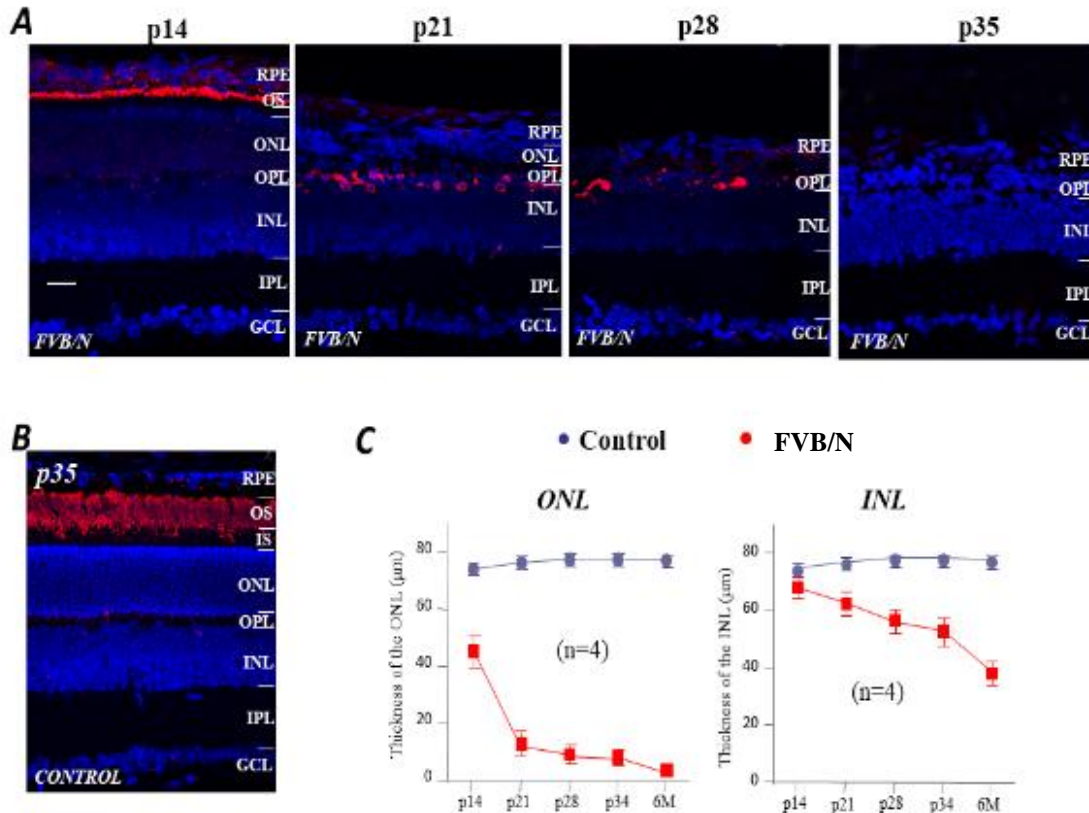 A
p14 p21 p28 p35
RPE
OS
ONL
OPL
INL
IPL
GCL
FVB/N
RPE
ONL
OPL
INL
IPL
GCL
FVB/N
RPE
OPL
INL
IPL
GCL
FVB/N
RPE
OPL
INL
IPL
GCL
FVB/N
B
p35
RPE
OS
IS
ONL
OPL
INL
IPL
GCL
CONTROL
C
Control FVB/N
ONL
Thickness of the ONL (µm)
80
60
40
20
0
(n=4)
p14 p21 p28 p34 6M
INL
Thickness of the INL (µm)
80
60
40
20
0
(n=4)
p14 p21 p28 p34 6M